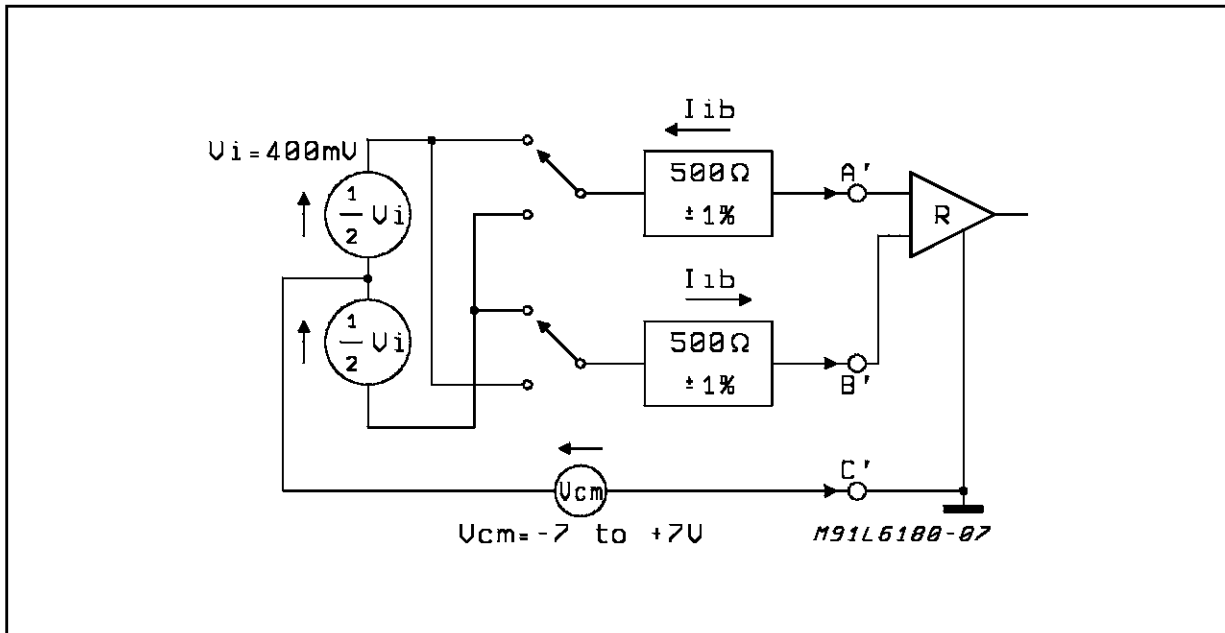 Iib
Vi=400mV
500Ω
±1%
A'
1/2 Vi
R
Iib
1/2 Vi
500Ω
±1%
B'
C'
Vcm
Vcm=-7 to +7V
M91L6180-07